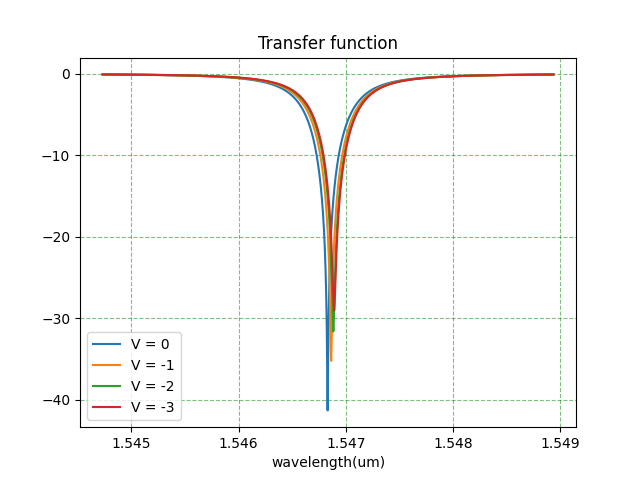 Transfer function
0
−10
−20
−30
−40
V = 0
V = -1
V = -2
V = -3
1.545 1.546 1.547 1.548 1.549
wavelength(um)